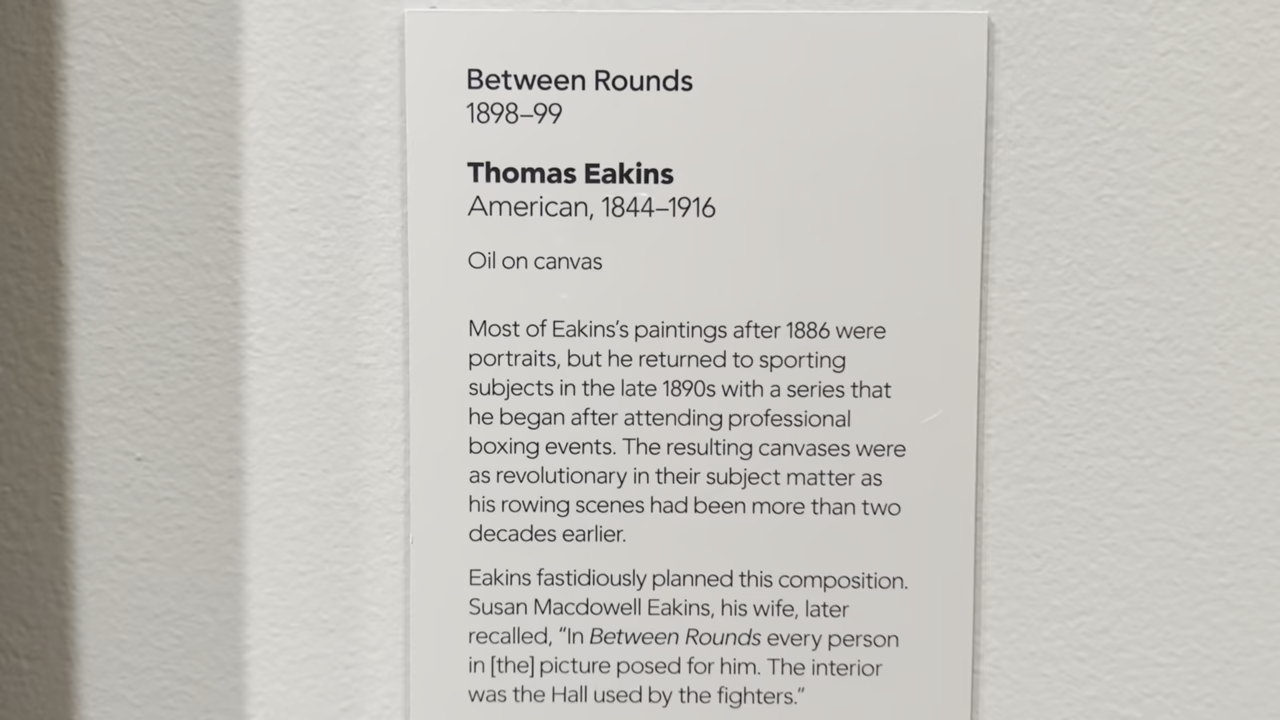 Between Rounds
1898–99
Thomas Eakins
American, 1844–1916
Oil on canvas
Most of Eakins’s paintings after 1886 were
portraits, but he returned to sporting
subjects in the late 1890s with a series that
he began after attending professional
boxing events. The resulting canvases were
as revolutionary in their subject matter as
his rowing scenes had been more than two
decades earlier.
Eakins fastidiously planned this composition.
Susan Macdowell Eakins, his wife, later
recalled, “In Between Rounds every person
in [the] picture posed for him. The interior
was the Hall used by the fighters.”